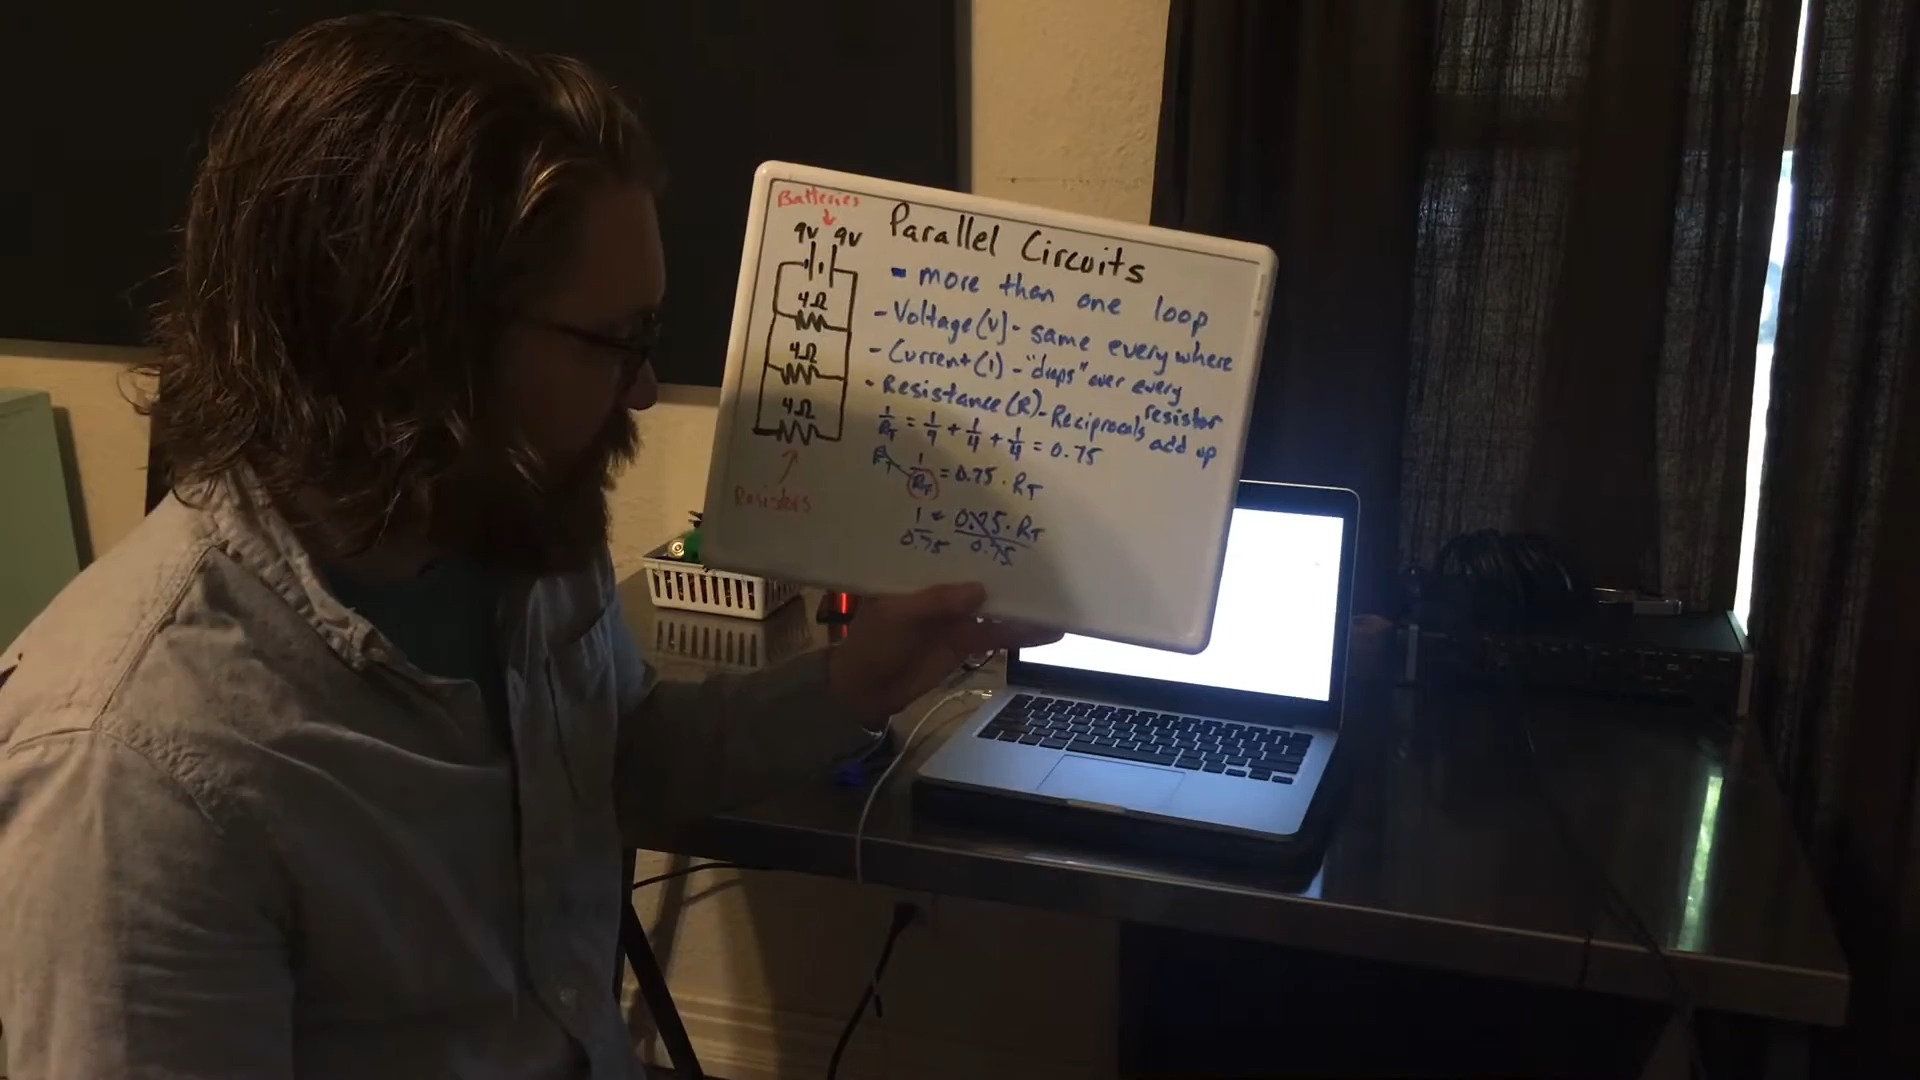 Batteries
9v 9v
4Ω
4Ω
4Ω
Resistors
Parallel Circuits
- more than one loop
- Voltage (V) - same everywhere
- Current (I) - "drops" over every resistor
- Resistance (R) - Reciprocals add up
1/RT = 1/4 + 1/4 + 1/4 = 0.75
RT 1/RT = 0.75 · RT
1/0.75 = 0.75 · RT/0.75